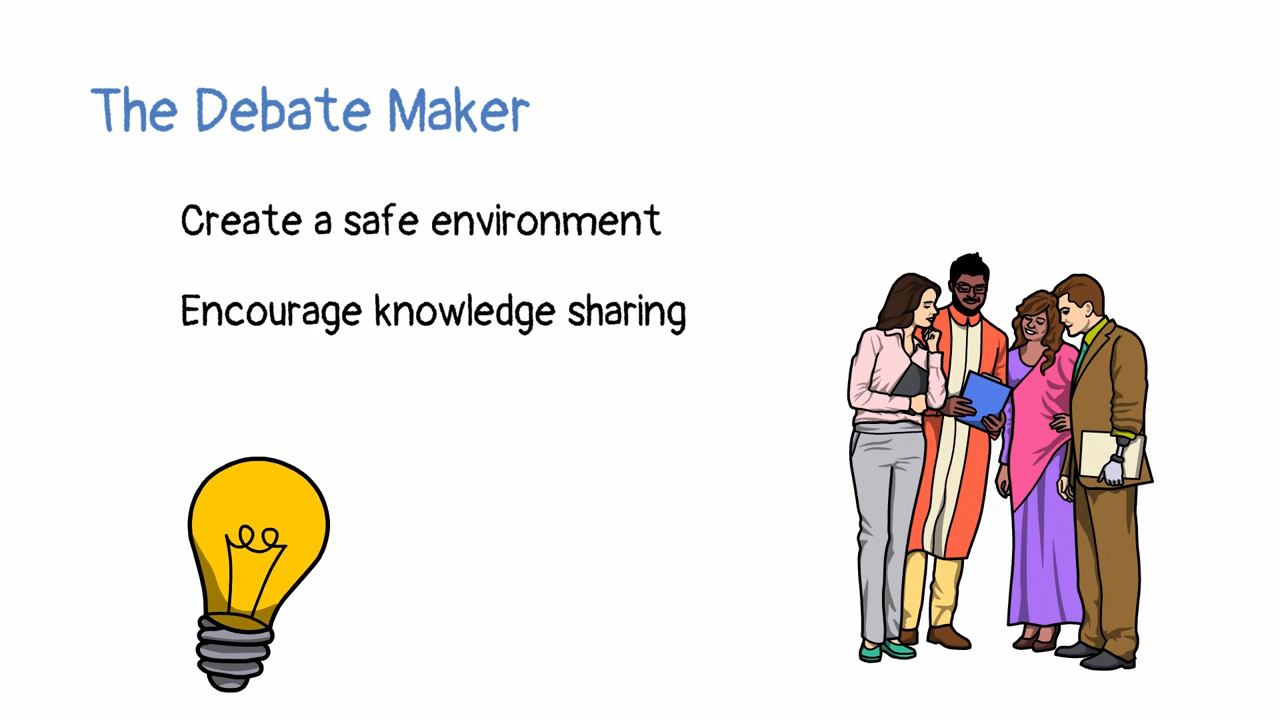 The Debate Maker
Create a safe environment
Encourage knowledge sharing